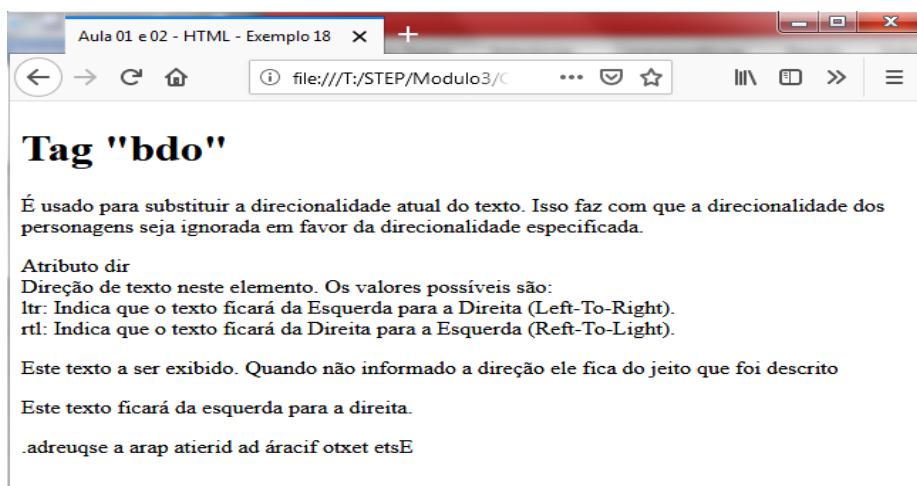 Aula 01 e 02 - HTML - Exemplo 18
file:///T:/STEP/Modulo3/
Tag "bdo"
É usado para substituir a direcionalidade atual do texto. Isso faz com que a direcionalidade dos
personagens seja ignorada em favor da direcionalidade especificada.
Atributo dir
Direção de texto neste elemento. Os valores possíveis são:
ltr: Indica que o texto ficará da Esquerda para a Direita (Left-To-Right).
rtl: Indica que o texto ficará da Direita para a Esquerda (Reft-To-Light).
Este texto a ser exibido. Quando não informado a direção ele fica do jeito que foi descrito
Este texto ficará da esquerda para a direita.
.adreuqse a arap atierid ad áracif otxet etsE